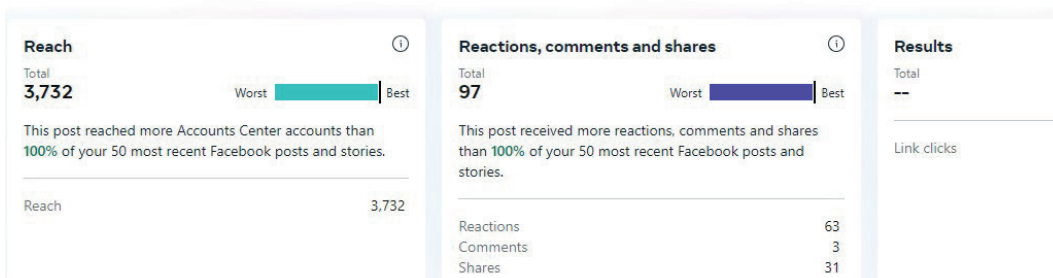 Reach
Total
3,732
Worst Best
This post reached more Accounts Center accounts than
100% of your 50 most recent Facebook posts and stories.
Reach 3,732
Reactions, comments and shares
Total
97
Worst Best
This post received more reactions, comments and shares
than 100% of your 50 most recent Facebook posts and
stories.
Reactions 63
Comments 3
Shares 31
Results
Total
--
Link clicks